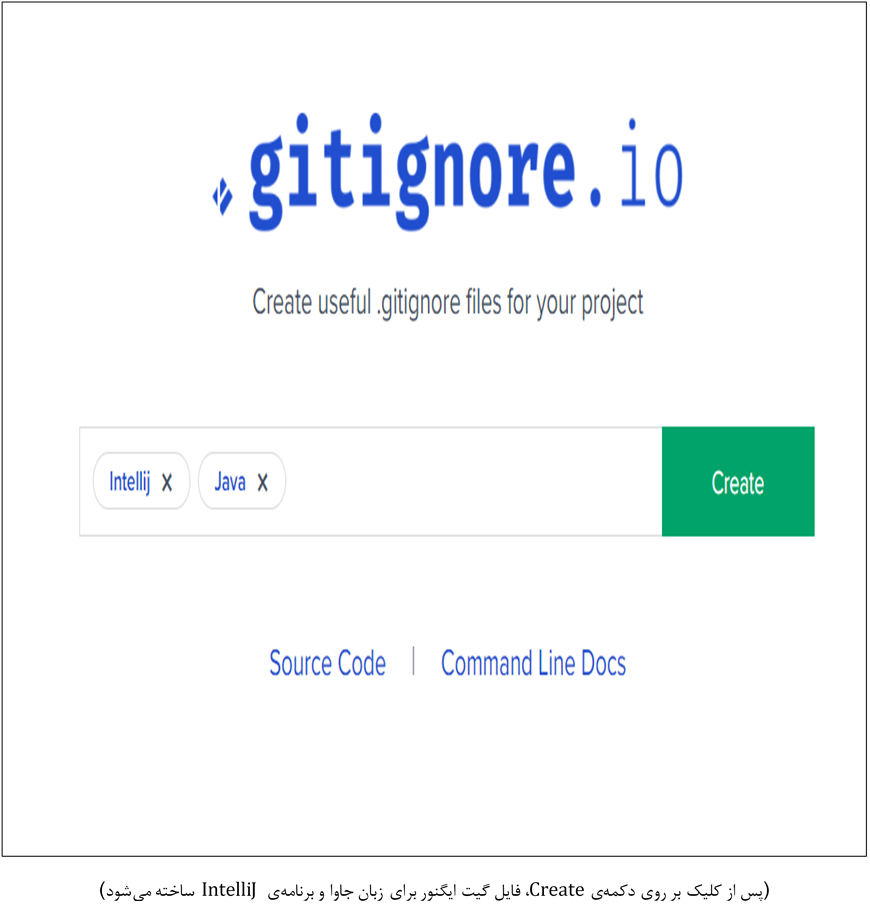 .gitignore.io
Create useful .gitignore files for your project
Intellij X Java X
Create
Source Code | Command Line Docs
(پس از کلیک بر روی دکمه‌ی Create، فایل گیت ایگنور برای زبان جاوا و برنامه‌ی IntelliJ ساخته می‌شود)